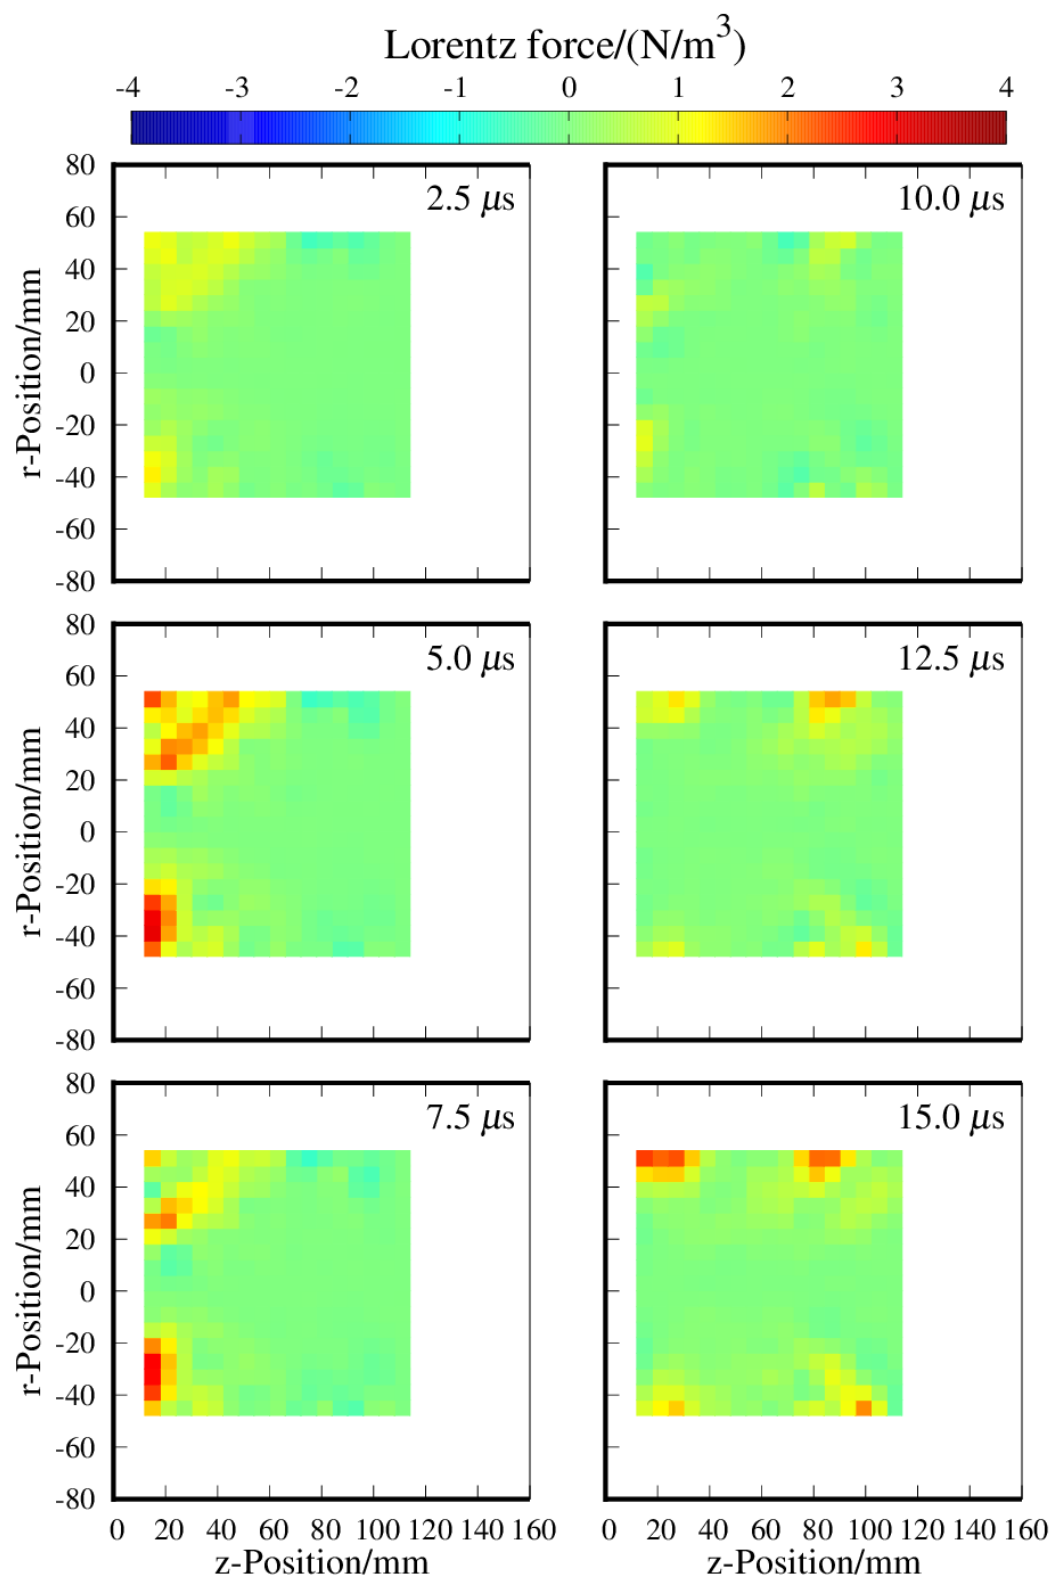 Lorentz force/(N/m³)
-4 -3 -2 -1 0 1 2 3 4
80
60
40
20
0
-20
-40
-60
-80
r-Position/mm
2.5 µs
10.0 µs
80
60
40
20
0
-20
-40
-60
-80
r-Position/mm
5.0 µs
12.5 µs
80
60
40
20
0
-20
-40
-60
-80
r-Position/mm
7.5 µs
15.0 µs
0 20 40 60 80 100 120 140 160
z-Position/mm
0 20 40 60 80 100 120 140 160
z-Position/mm